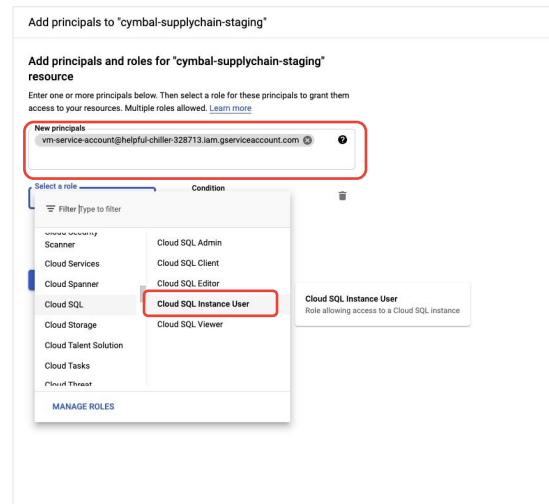 Add principals to "cymbal-supplychain-staging"
Add principals and roles for "cymbal-supplychain-staging"
resource
Enter one or more principals below. Then select a role for these principals to grant them
access to your resources. Multiple roles allowed. Learn more
New principals
vm-service-account@helpful-chiller-328713.iam.gserviceaccount.com
Select a role
Condition
Filter Type to filter
Cloud Security
Scanner
Cloud Services
Cloud Spanner
Cloud SQL
Cloud Storage
Cloud Talent Solution
Cloud Tasks
Cloud Threat
Cloud SQL Admin
Cloud SQL Client
Cloud SQL Editor
Cloud SQL Instance User
Cloud SQL Viewer
Cloud SQL Instance User
Role allowing access to a Cloud SQL instance
MANAGE ROLES